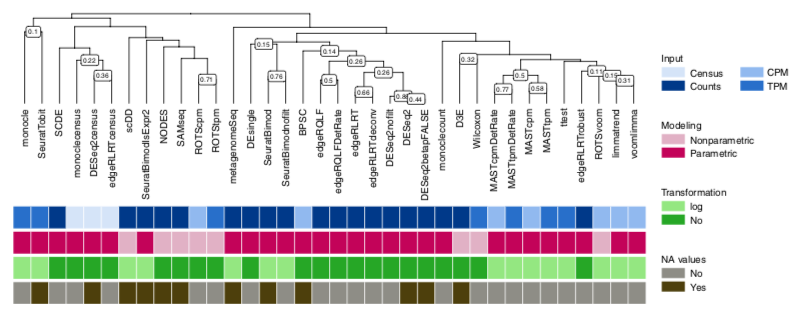 0.1
0.22
0.36
0.71
0.15
0.76
0.14
0.5
0.26
0.66
0.26
0.44
0.32
0.77
0.5
0.58
0.11
0.31
monocle
SeuratTobit
SCDE
monoclecensus
DESeq2census
edgeRLRTcensus
scDD
SeuratBimodIsExpr2
NODES
SAMseq
ROTScpm
ROTStpm
metagenomeSeq
DEsingle
SeuratBimod
SeuratBimodnofilt
BPSC
edgeRQLF
edgeRQLFDetRate
edgeRLRT
edgeRLRTdeconv
DESeq2nofilt
DESeq2
DESeq2betapFALSE
monoclecount
D3E
Wilcoxon
MASTcpmDetRate
MASTtpmDetRate
MASTcpm
MASTtpm
ttest
edgeRLRTrobust
ROTSvoom
limmatrend
voomlimma
Input
Census
CPM
Counts
TPM
Modeling
Nonparametric
Parametric
Transformation
log
No
NA values
No
Yes